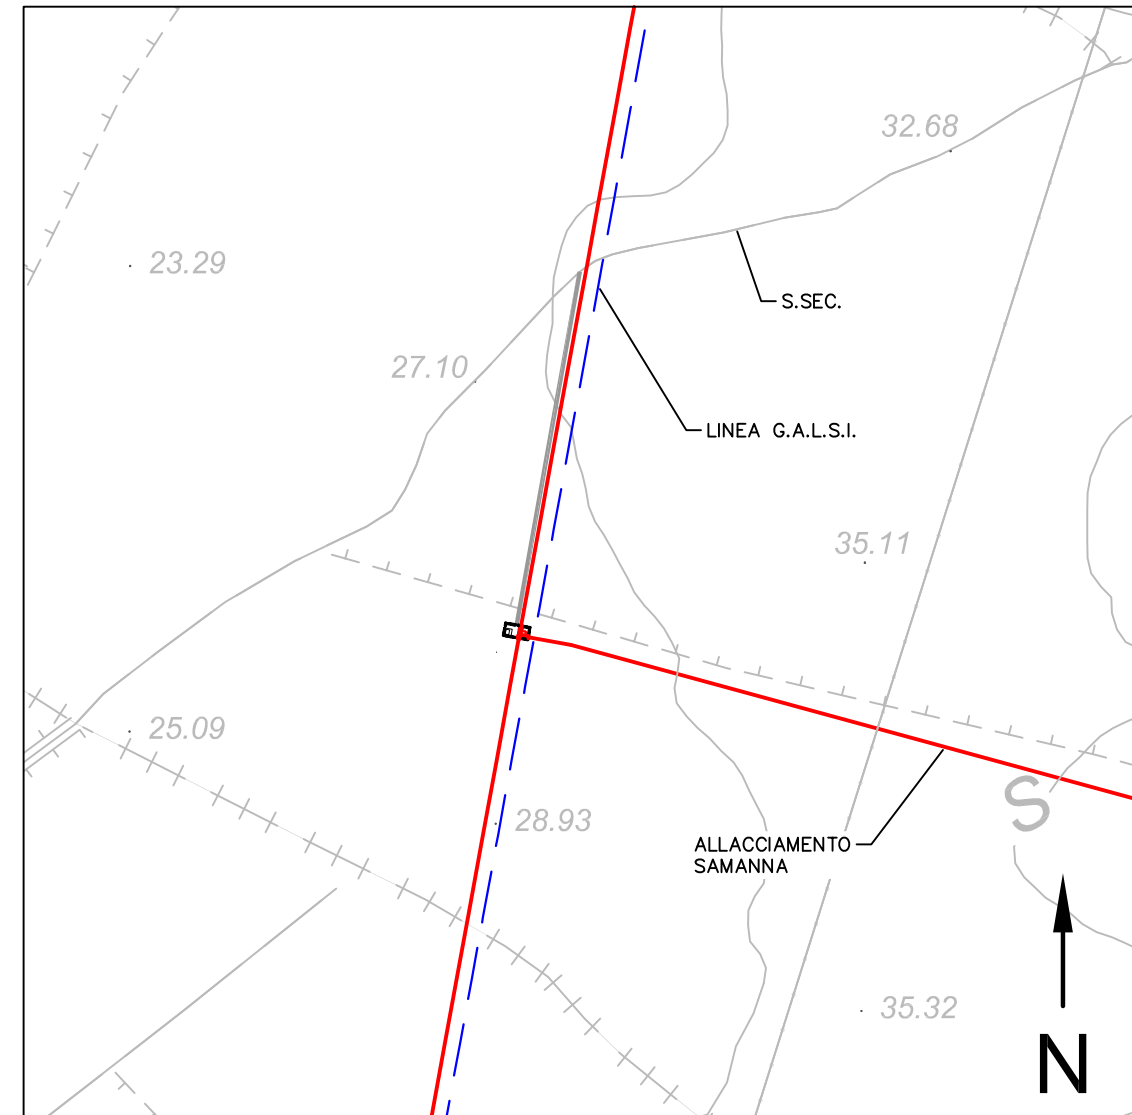 32.68
23.29
S.SEC.
27.10
LINEA G.A.L.S.I.
35.11
25.09
S
28.93
ALLACCIAMENTO
SAMANNA
35.32
N